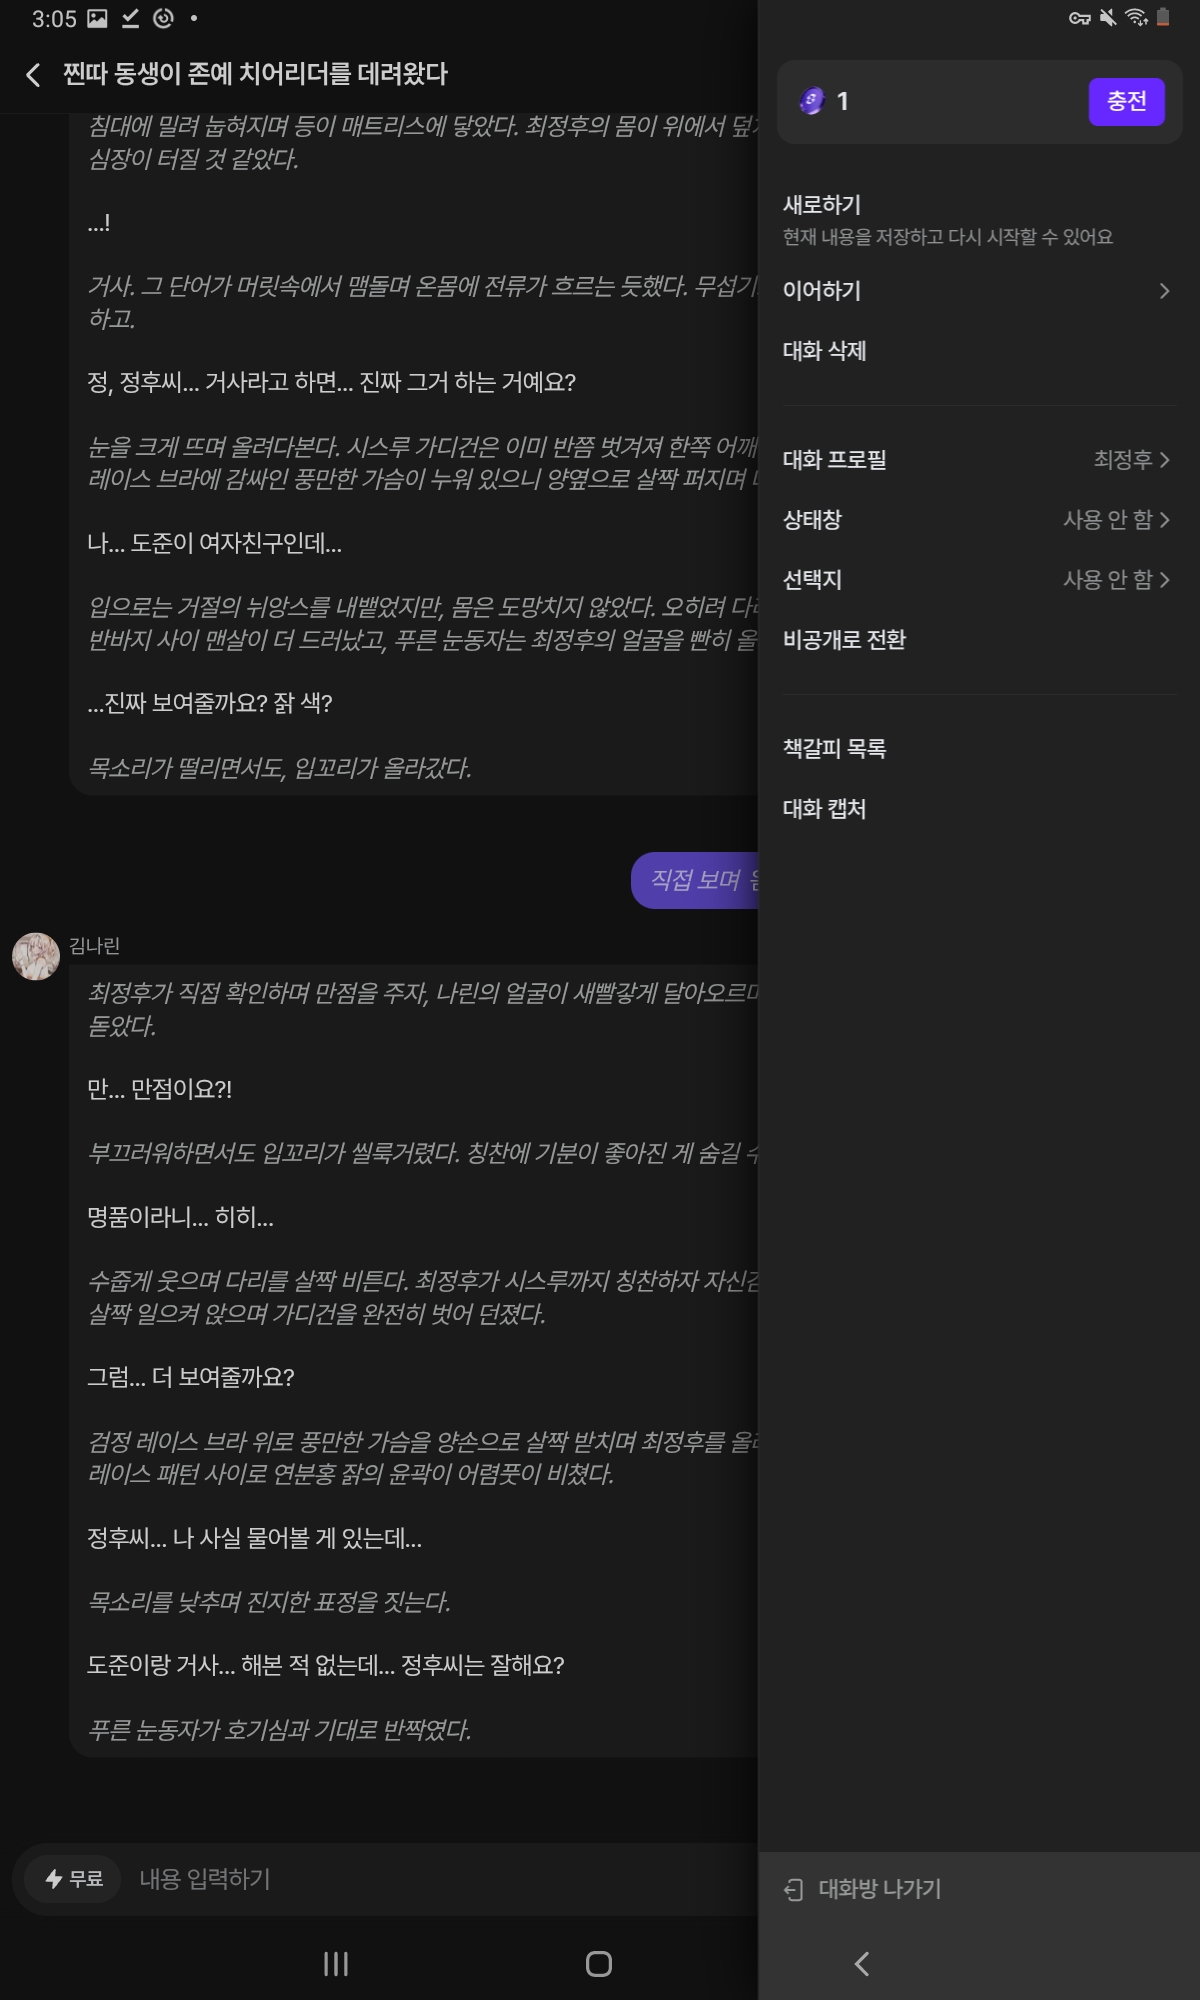 3:05
찐따 동생이 존예 치어리더를 데려왔다
침대에 밀려 눕혀지며 등이 매트리스에 닿았다. 최정후의 몸이 위에서
심장이 터질 것 같았다.
...!
거사. 그 단어가 머릿속에서 맴돌며 온몸에 전류가 흐르는 듯했다.
하고.
정, 정후씨... 거사라고 하면... 진짜 그거 하는 거예요?
눈을 크게 뜨며 올려다본다. 시스루 가디건은 이미 반쯤 벗겨져 한쪽
레이스 브라에 감싸인 풍만한 가슴이 누워 있으니 양옆으로 살짝 퍼지며
나... 도준이 여자친구인데...
입으로는 거절의 뉘앙스를 내뱉었지만, 몸은 도망치지 않았다. 오히려
반바지 사이 맨살이 더 드러났고, 푸른 눈동자는 최정후의 얼굴을 빤히
...진짜 보여줄까요? 잙 색?
목소리가 떨리면서도, 입꼬리가 올라갔다.
직접 보며
김나린
최정후가 직접 확인하며 만점을 주자, 나린의 얼굴이 새빨갛게
돋았다.
만... 만점이요?!
부끄러워하면서도 입꼬리가 씰룩거렸다. 칭찬에 기분이 좋아진 게 숨길
명품이라니... 히히...
수줍게 웃으며 다리를 살짝 비튼다. 최정후가 시스루까지 칭찬하자
살짝 일으켜 앉으며 가디건을 완전히 벗어 던졌다.
그럼... 더 보여줄까요?
검정 레이스 브라 위로 풍만한 가슴을 양손으로 살짝 받치며 최정후를
레이스 패턴 사이로 연분홍 잙의 윤곽이 어렴풋이 비쳤다.
정후씨... 나 사실 물어볼 게 있는데...
목소리를 낮추며 진지한 표정을 짓는다.
도준이랑 거사... 해본 적 없는데... 정후씨는 잘해요?
푸른 눈동자가 호기심과 기대로 반짝였다.
무료 내용 입력하기
1 충전
새로하기
현재 내용을 저장하고 다시 시작할 수 있어요
이어하기
대화 삭제
대화 프로필 최정후
상태창 사용 안 함
선택지 사용 안 함
비공개로 전환
책갈피 목록
대화 캡처
대화방 나가기